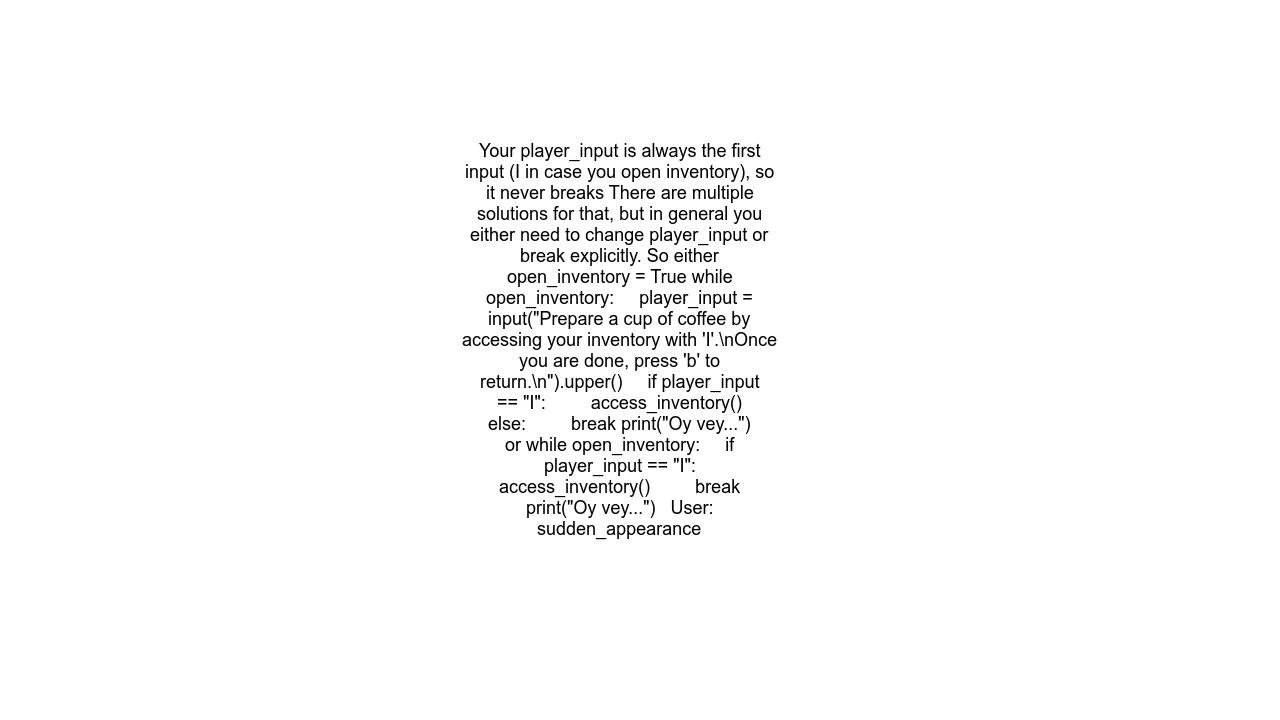 Your player_input is always the first
input (I in case you open inventory), so
it never breaks There are multiple
solutions for that, but in general you
either need to change player_input or
break explicitly. So either
open_inventory = True while
open_inventory:     player_input =
input("Prepare a cup of coffee by
accessing your inventory with 'I'.\nOnce
you are done, press 'b' to
return.\n").upper()     if player_input
== "I":         access_inventory()
else:         break print("Oy vey...")
or while open_inventory:     if
player_input == "I":
access_inventory()         break
print("Oy vey...")   User:
sudden_appearance